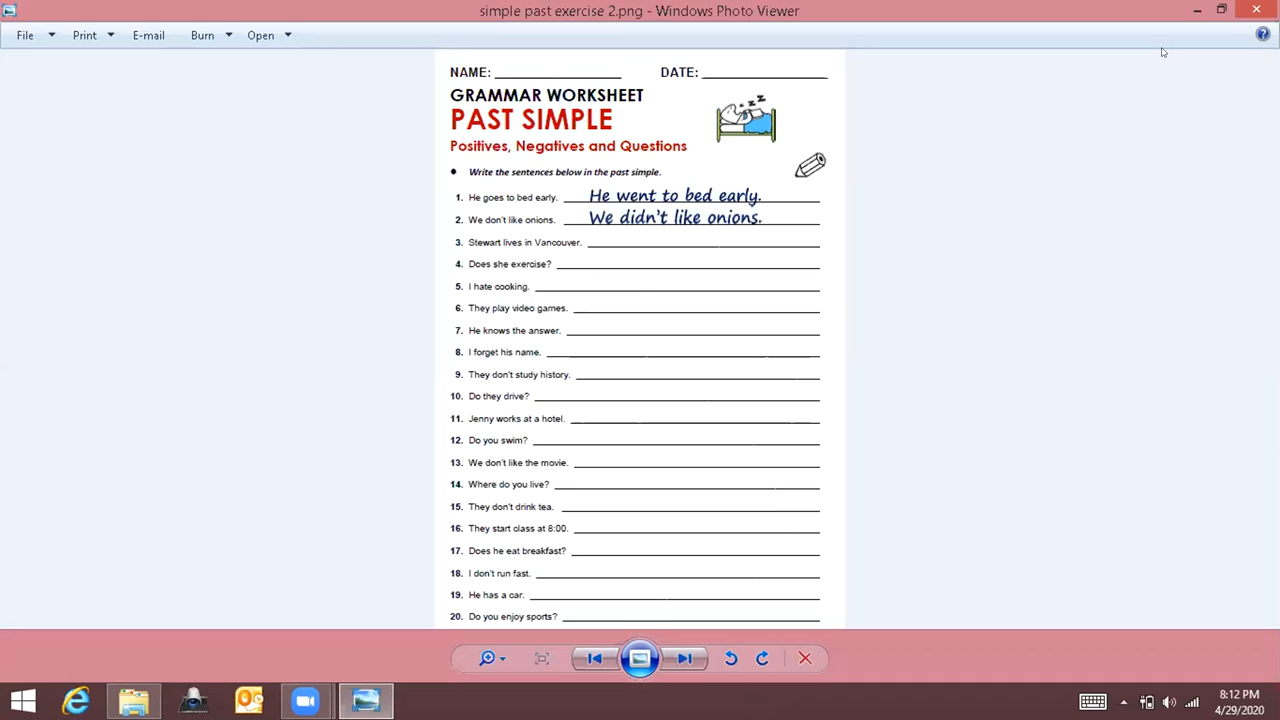 simple past exercise 2.png - Windows Photo Viewer
File Print E-mail Burn Open
NAME: ____________________ DATE: ____________________
GRAMMAR WORKSHEET
PAST SIMPLE
Positives, Negatives and Questions
• Write the sentences below in the past simple.
1. He goes to bed early. He went to bed early.
2. We don't like onions. We didn't like onions.
3. Stewart lives in Vancouver.
4. Does she exercise?
5. I hate cooking.
6. They play video games.
7. He knows the answer.
8. I forget his name.
9. They don't study history.
10. Do they drive?
11. Jenny works at a hotel.
12. Do you swim?
13. We don't like the movie.
14. Where do you live?
15. They don't drink tea.
16. They start class at 8:00.
17. Does he eat breakfast?
18. I don't run fast.
19. He has a car.
20. Do you enjoy sports?
8:12 PM
4/29/2020